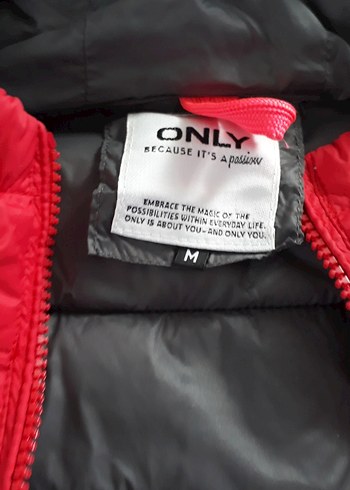 ONLY
BECAUSE IT'S a passion
EMBRACE THE MAGIC OF THE
POSSIBILITIES WITHIN EVERYDAY LIFE.
ONLY IS ABOUT YOU-AND ONLY YOU.
M